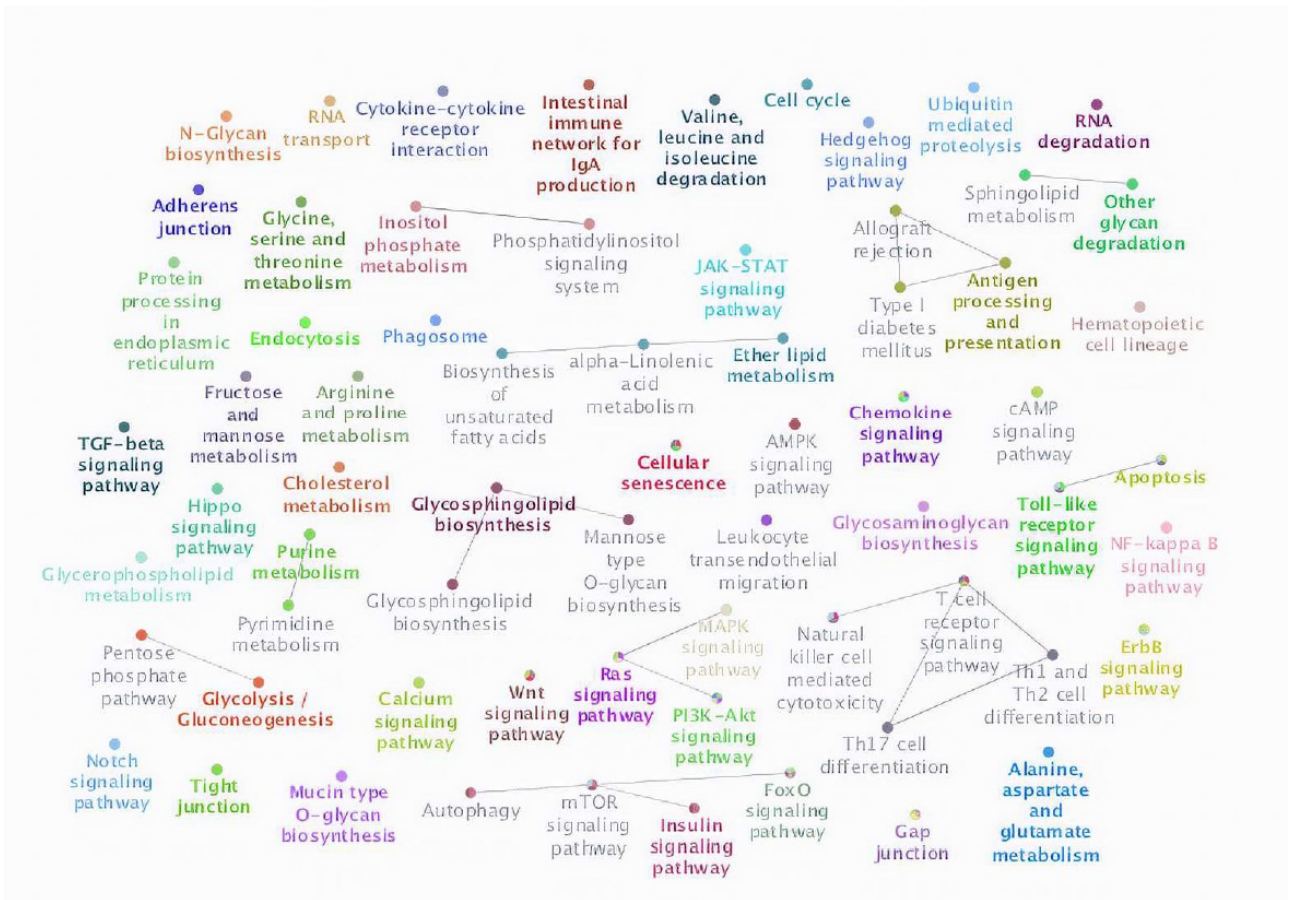 N-Glycan
biosynthesis
RNA
transport
Cytokine-cytokine
receptor
interaction
Intestinal
immune
network for
IgA
production
Valine,
leucine and
isoleucine
degradation
Cell cycle
Hedgehog
signaling
pathway
Ubiquitin
mediated
proteolysis
RNA
degradation
Adherens
junction
Glycine,
serine and
threonine
metabolism
Inositol
phosphate
metabolism
Phosphatidylinositol
signaling
system
JAK-STAT
signaling
pathway
Allograft
rejection
Sphingolipid
metabolism
Other
glycan
degradation
Protein
processing
in
endoplasmic
reticulum
Endocytosis
Phagosome
Type I
diabetes
mellitus
Antigen
processing
and
presentation
Hematopoietic
cell lineage
Biosynthesis
of
unsaturated
fatty acids
alpha-Linolenic
acid
metabolism
Ether lipid
metabolism
Fructose
and
mannose
metabolism
Arginine
and proline
metabolism
TGF-beta
signaling
pathway
Cellular
senescence
AMPK
signaling
pathway
Chemokine
signaling
pathway
cAMP
signaling
pathway
Apoptosis
Hippo
signaling
pathway
Cholesterol
metabolism
Glycosphingolipid
biosynthesis
Mannose
type
O-glycan
biosynthesis
Leukocyte
transendothelial
migration
Glycosaminoglycan
biosynthesis
Toll-like
receptor
signaling
pathway
NF-kappa B
signaling
pathway
Glycerophospholipid
metabolism
Purine
metabolism
Pyrimidine
metabolism
Glycosphingolipid
biosynthesis
MAPK
signaling
pathway
Natural
killer cell
mediated
cytotoxicity
T cell
receptor
signaling
pathway
Th1 and
Th2 cell
differentiation
ErbB
signaling
pathway
Pentose
phosphate
pathway
Glycolysis /
Gluconeogenesis
Calcium
signaling
pathway
Wnt
signaling
pathway
Ras
signaling
pathway
PI3K-Akt
signaling
pathway
Th17 cell
differentiation
Notch
signaling
pathway
Tight
junction
Mucin type
O-glycan
biosynthesis
Autophagy
mTOR
signaling
pathway
Insulin
signaling
pathway
FoxO
signaling
pathway
Gap
junction
Alanine,
aspartate
and
glutamate
metabolism